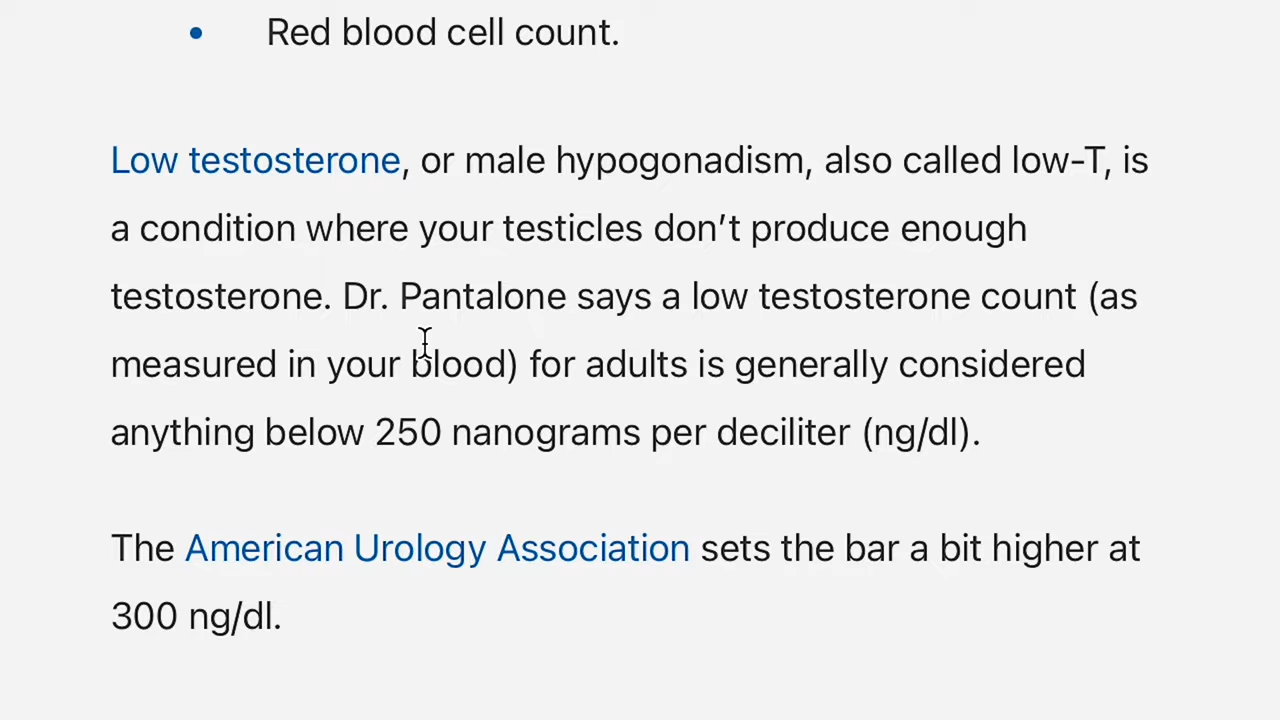 • Red blood cell count.
Low testosterone, or male hypogonadism, also called low-T, is
a condition where your testicles don’t produce enough
testosterone. Dr. Pantalone says a low testosterone count (as
measured in your blood) for adults is generally considered
anything below 250 nanograms per deciliter (ng/dl).
The American Urology Association sets the bar a bit higher at
300 ng/dl.